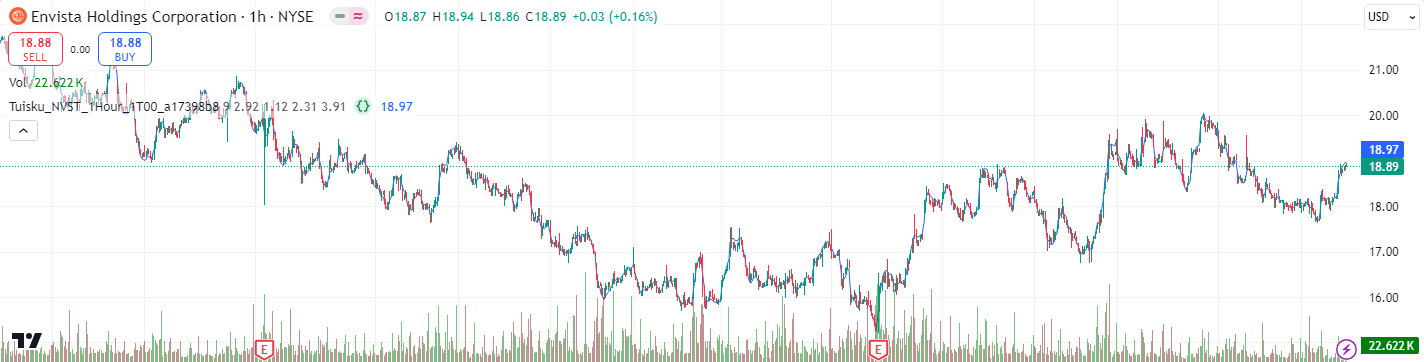 Envista Holdings Corporation · 1h · NYSE O18.87 H18.94 L18.86 C18.89 +0.03 (+0.16%)
USD
18.88 0.00 18.88
SELL BUY
Vol 22.622 K
Tuisku_NVST_1Hour_1T00_a17398b8 9 2.92 1.12 2.31 3.91 18.97
21.00
20.00
18.97
18.89
18.00
17.00
16.00
22.622 K
E E